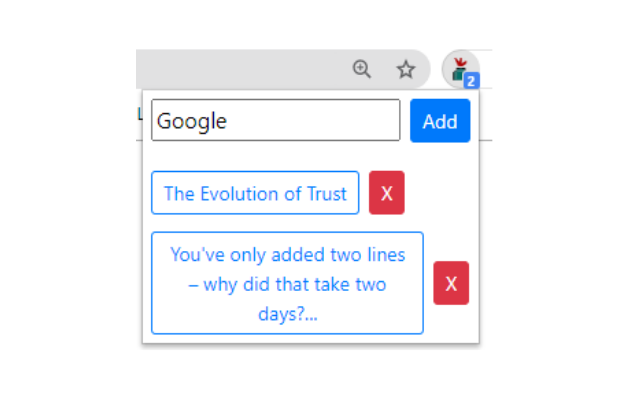 2
L
Google
Add
The Evolution of Trust
X
You've only added two lines
– why did that take two
days?...
X